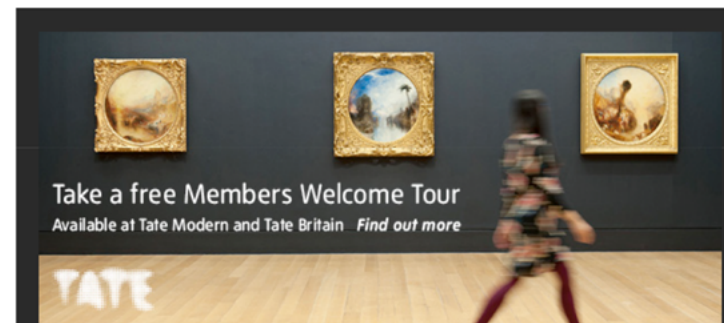 Take a free Members Welcome Tour
Available at Tate Modern and Tate Britain Find out more
TATE